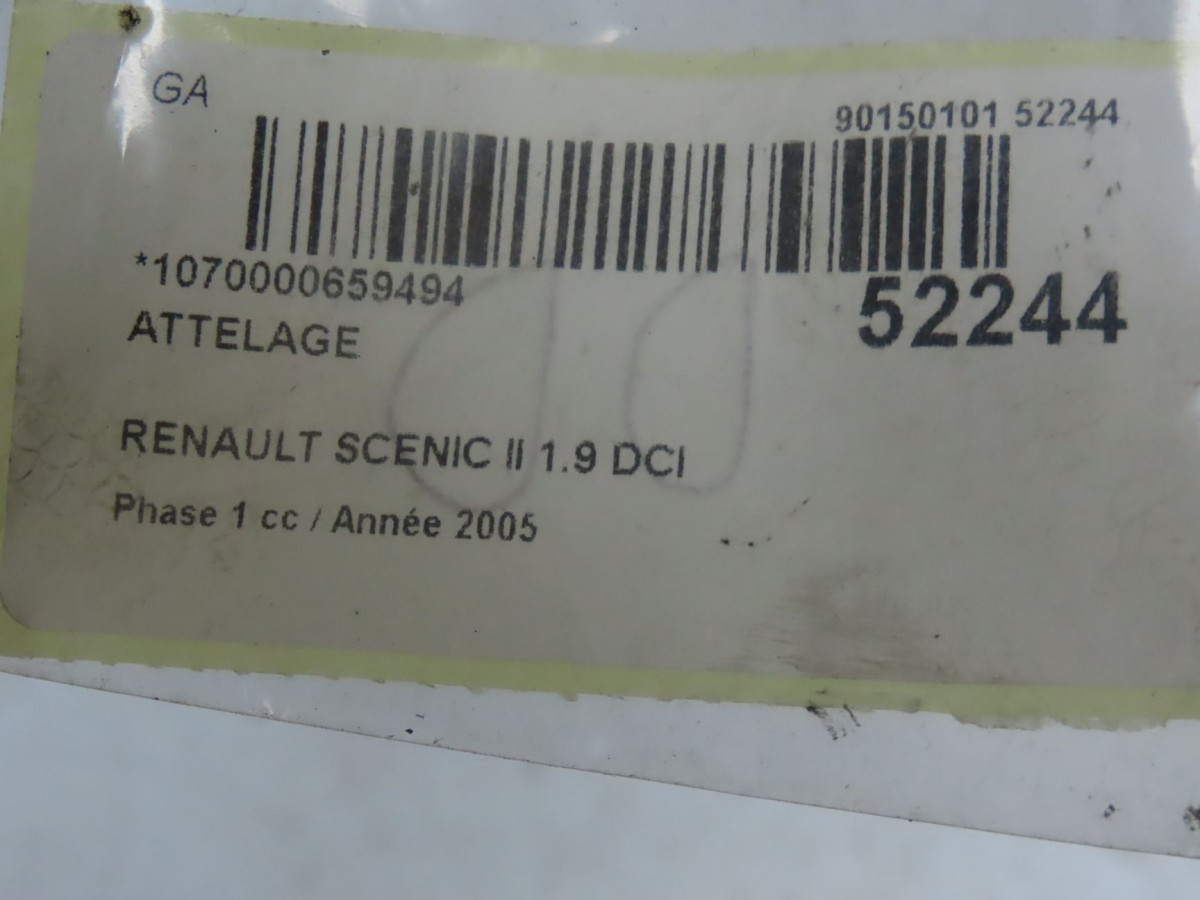 GA
90150101 52244
*1070000659494
52244
ATTELAGE
RENAULT SCENIC II 1.9 DCI
Phase 1 cc / Année 2005